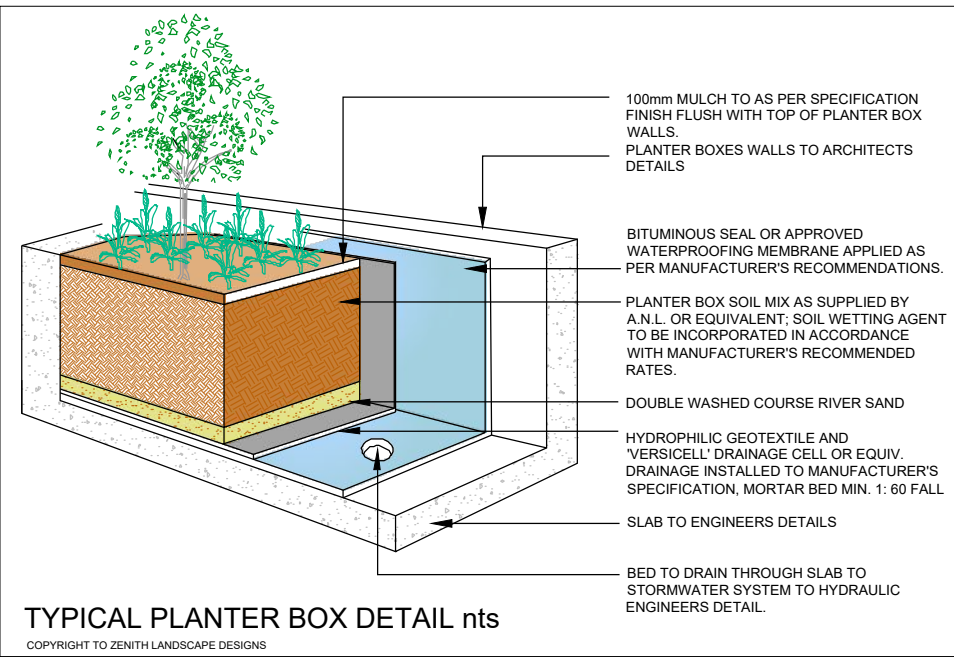 100mm MULCH TO AS PER SPECIFICATION
FINISH FLUSH WITH TOP OF PLANTER BOX
WALLS.
PLANTER BOXES WALLS TO ARCHITECTS
DETAILS
BITUMINOUS SEAL OR APPROVED
WATERPROOFING MEMBRANE APPLIED AS
PER MANUFACTURER'S RECOMMENDATIONS.
PLANTER BOX SOIL MIX AS SUPPLIED BY
A.N.L. OR EQUIVALENT; SOIL WETTING AGENT
TO BE INCORPORATED IN ACCORDANCE
WITH MANUFACTURER'S RECOMMENDED
RATES.
DOUBLE WASHED COURSE RIVER SAND
HYDROPHILIC GEOTEXTILE AND
'VERSICELL' DRAINAGE CELL OR EQUIV.
DRAINAGE INSTALLED TO MANUFACTURER'S
SPECIFICATION, MORTAR BED MIN. 1: 60 FALL
SLAB TO ENGINEERS DETAILS
BED TO DRAIN THROUGH SLAB TO
STORMWATER SYSTEM TO HYDRAULIC
ENGINEERS DETAIL.
TYPICAL PLANTER BOX DETAIL nts
COPYRIGHT TO ZENITH LANDSCAPE DESIGNS